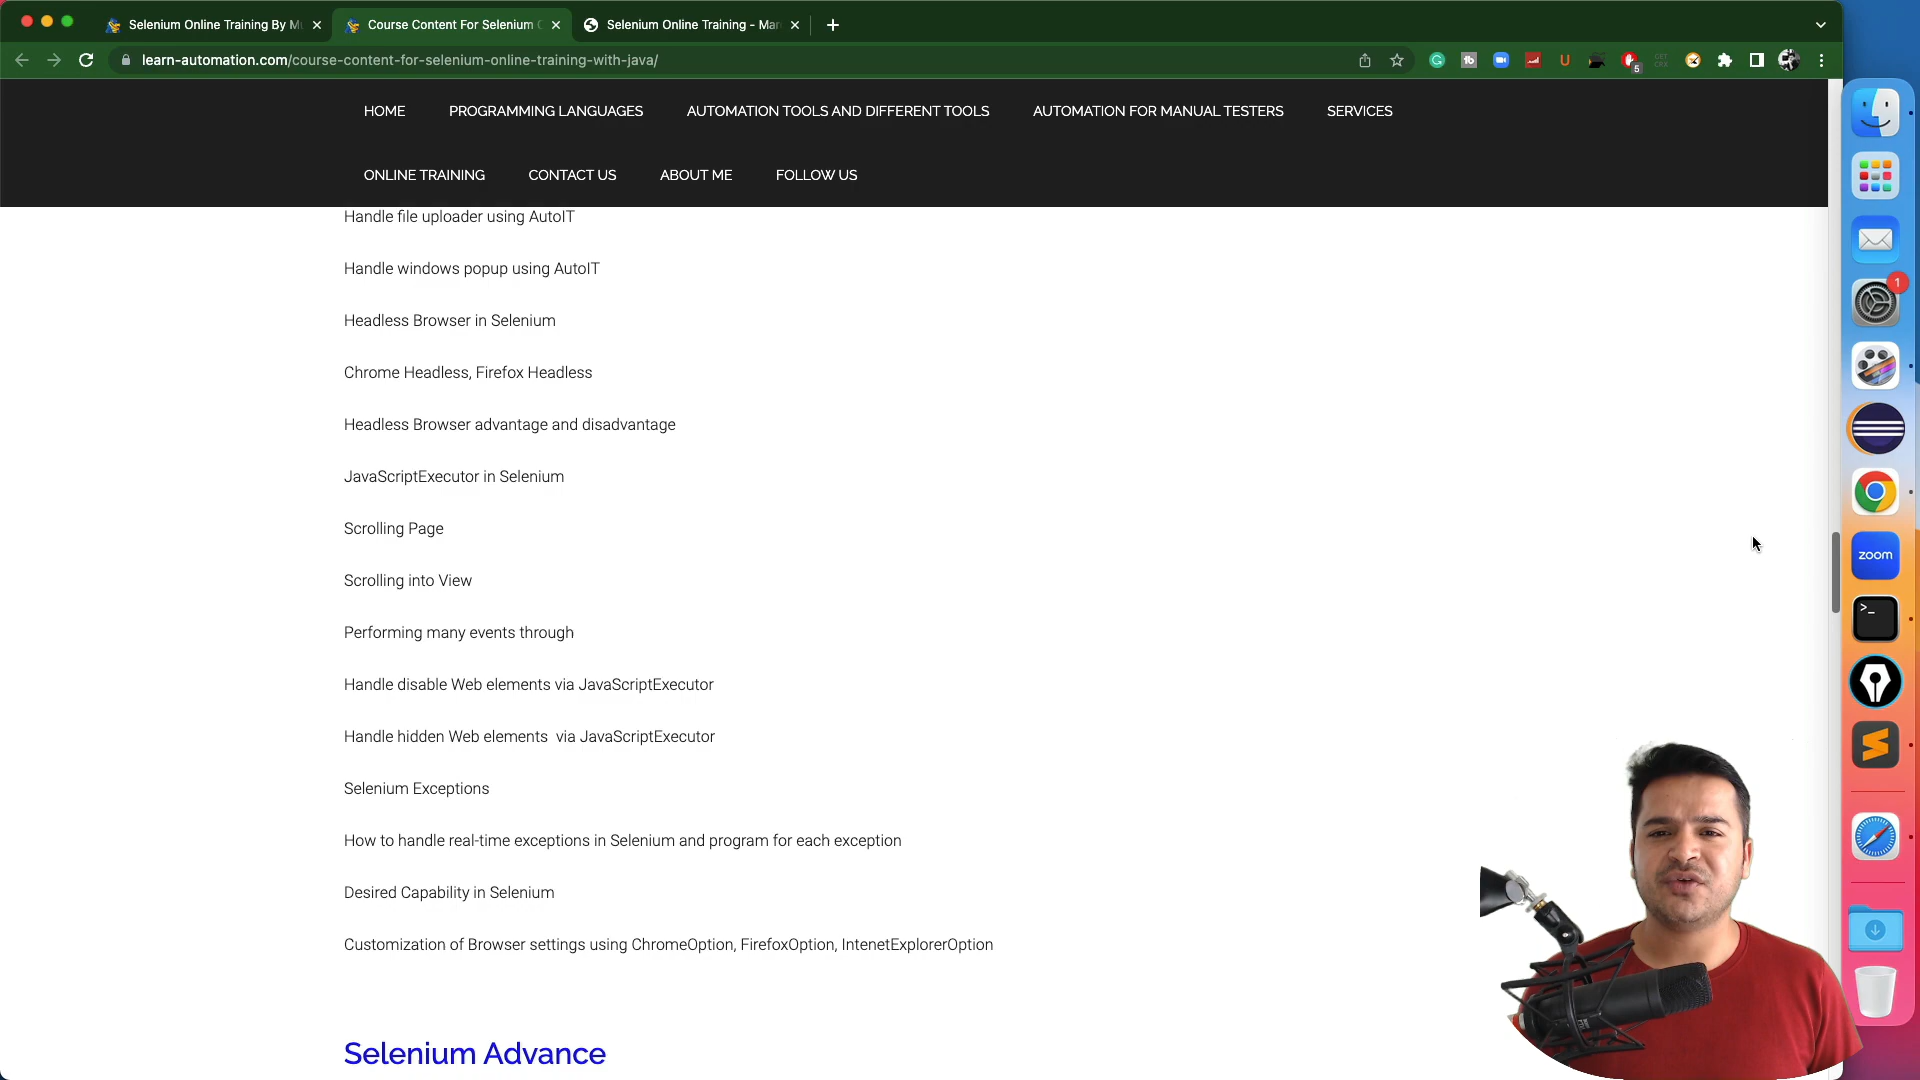 Selenium Online Training By Mu
Course Content For Selenium O
Selenium Online Training - Mar
learn-automation.com/course-content-for-selenium-online-training-with-java/
5
HOME
PROGRAMMING LANGUAGES
AUTOMATION TOOLS AND DIFFERENT TOOLS
AUTOMATION FOR MANUAL TESTERS
SERVICES
ONLINE TRAINING
CONTACT US
ABOUT ME
FOLLOW US
Handle file uploader using AutoIT
Handle windows popup using AutoIT
Headless Browser in Selenium
Chrome Headless, Firefox Headless
Headless Browser advantage and disadvantage
JavaScriptExecutor in Selenium
Scrolling Page
Scrolling into View
Performing many events through
Handle disable Web elements via JavaScriptExecutor
Handle hidden Web elements  via JavaScriptExecutor
Selenium Exceptions
How to handle real-time exceptions in Selenium and program for each exception
Desired Capability in Selenium
Customization of Browser settings using ChromeOption, FirefoxOption, IntenetExplorerOption
Selenium Advance
1
zoom